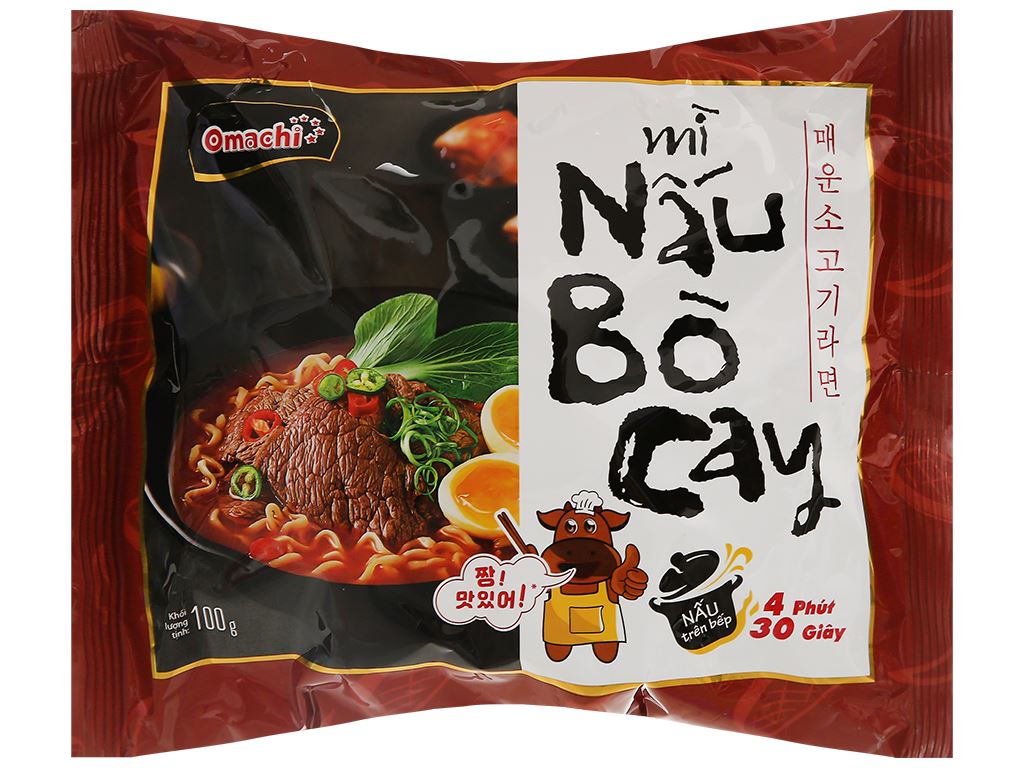 Omachi
mì
Nấu
Bò
Cay
매운소고기라면
짱!
맛있어!*
Khối
lượng
tịnh:
100g
NẤU
trên bếp
4 Phút
30 Giây